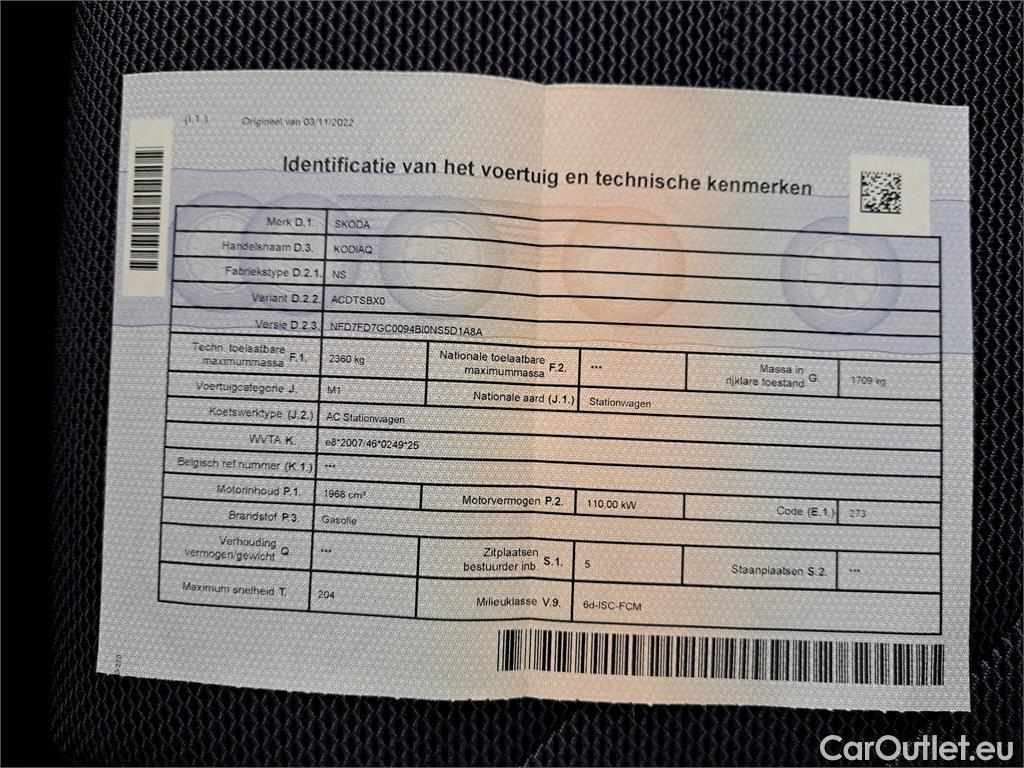 (I.1.) Origineel van 03/11/2022
Identificatie van het voertuig en technische kenmerken
Merk D.1. SKODA
Handelsnaam D.3. KODIAQ
Fabriekstype D.2.1. NS
Variant D.2.2. ACDTSBX0
Versie D.2.3. NFD7FD7GC0094BI0NS5D1A8A
Techn. toelaatbare maximummassa F.1. 2360 kg Nationale toelaatbare maximummassa F.2. *** Massa in rijklare toestand G. 1709 kg
Voertuigcategorie J. M1 Nationale aard (J.1.) Stationwagen
Koetswerktype (J.2.) AC Stationwagen
WVTA K. e8*2007/46*0249*25
Belgisch ref nummer (K.1.) ***
Motorinhoud P.1. 1968 cm³ Motorvermogen P.2. 110,00 kW Code (E.1.) 273
Brandstof P.3. Gasolie
Verhouding vermogen/gewicht Q. *** Zitplaatsen bestuurder inb. S.1. 5 Staanplaatsen S.2. ***
Maximum snelheid T. 204 Milieuklasse V.9. 6d-ISC-FCM
CarOutlet.eu